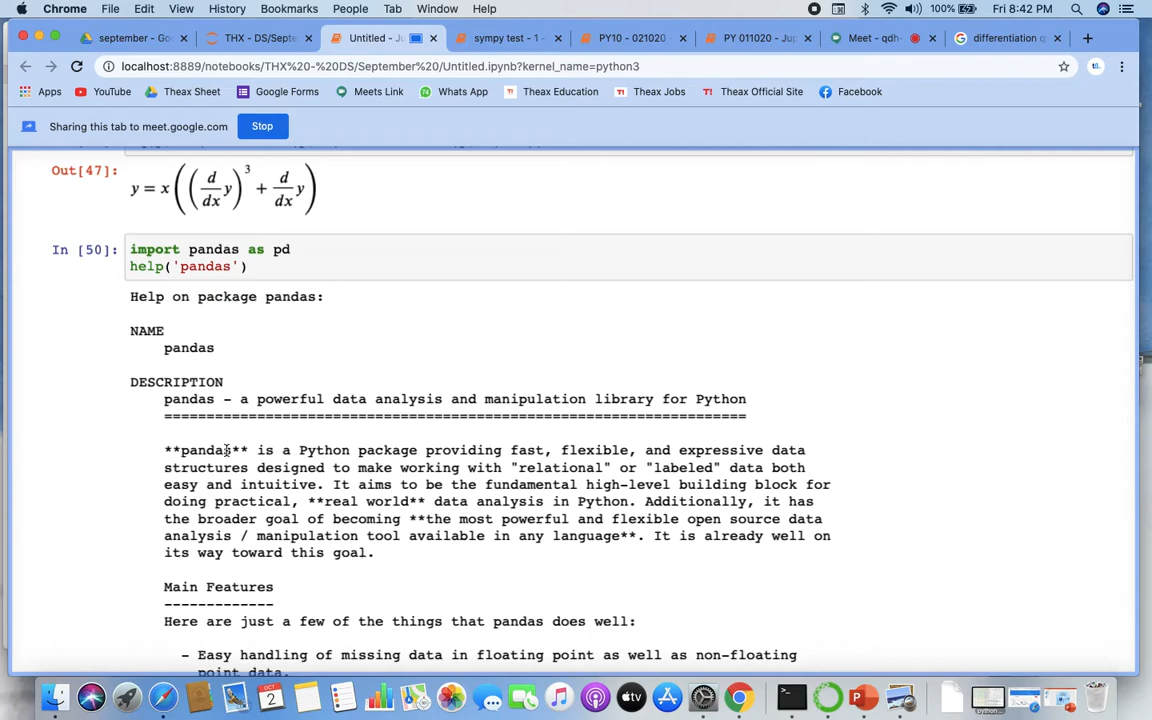 Chrome File Edit View History Bookmarks People Tab Window Help 100% Fri 8:42 PM
september - Goo THX - DS/Septe Untitled - Ju sympy test - 1 - PY10 - 021020 - PY 011020 - Jup Meet - qdh- differentiation q
localhost:8889/notebooks/THX%20-%20DS/September%20/Untitled.ipynb?kernel_name=python3
Apps YouTube Theax Sheet Google Forms Meets Link Whats App Theax Education Theax Jobs Theax Official Site Facebook
Sharing this tab to meet.google.com Stop
Out[47]: y = x((d/dx y)^3 + d/dx y)
In [50]: import pandas as pd
help('pandas')
Help on package pandas:
NAME
pandas
DESCRIPTION
pandas - a powerful data analysis and manipulation library for Python
=====================================================================
**pandas** is a Python package providing fast, flexible, and expressive data
structures designed to make working with "relational" or "labeled" data both
easy and intuitive. It aims to be the fundamental high-level building block for
doing practical, **real world** data analysis in Python. Additionally, it has
the broader goal of becoming **the most powerful and flexible open source data
analysis / manipulation tool available in any language**. It is already well on
its way toward this goal.
Main Features
-------------
Here are just a few of the things that pandas does well:
- Easy handling of missing data in floating point as well as non-floating
point data.